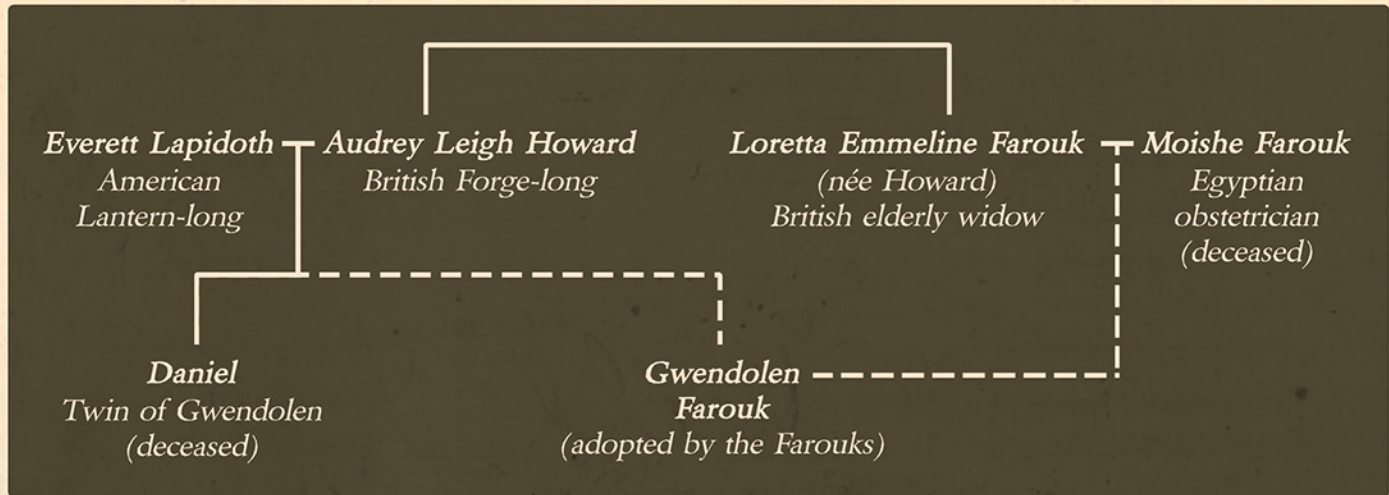 Everett Lapidoth
American
Lantern-long
Audrey Leigh Howard
British Forge-long
Loretta Emmeline Farouk
(née Howard)
British elderly widow
Moishe Farouk
Egyptian
obstetrician
(deceased)
Daniel
Twin of Gwendolen
(deceased)
Gwendolen
Farouk
(adopted by the Farouks)